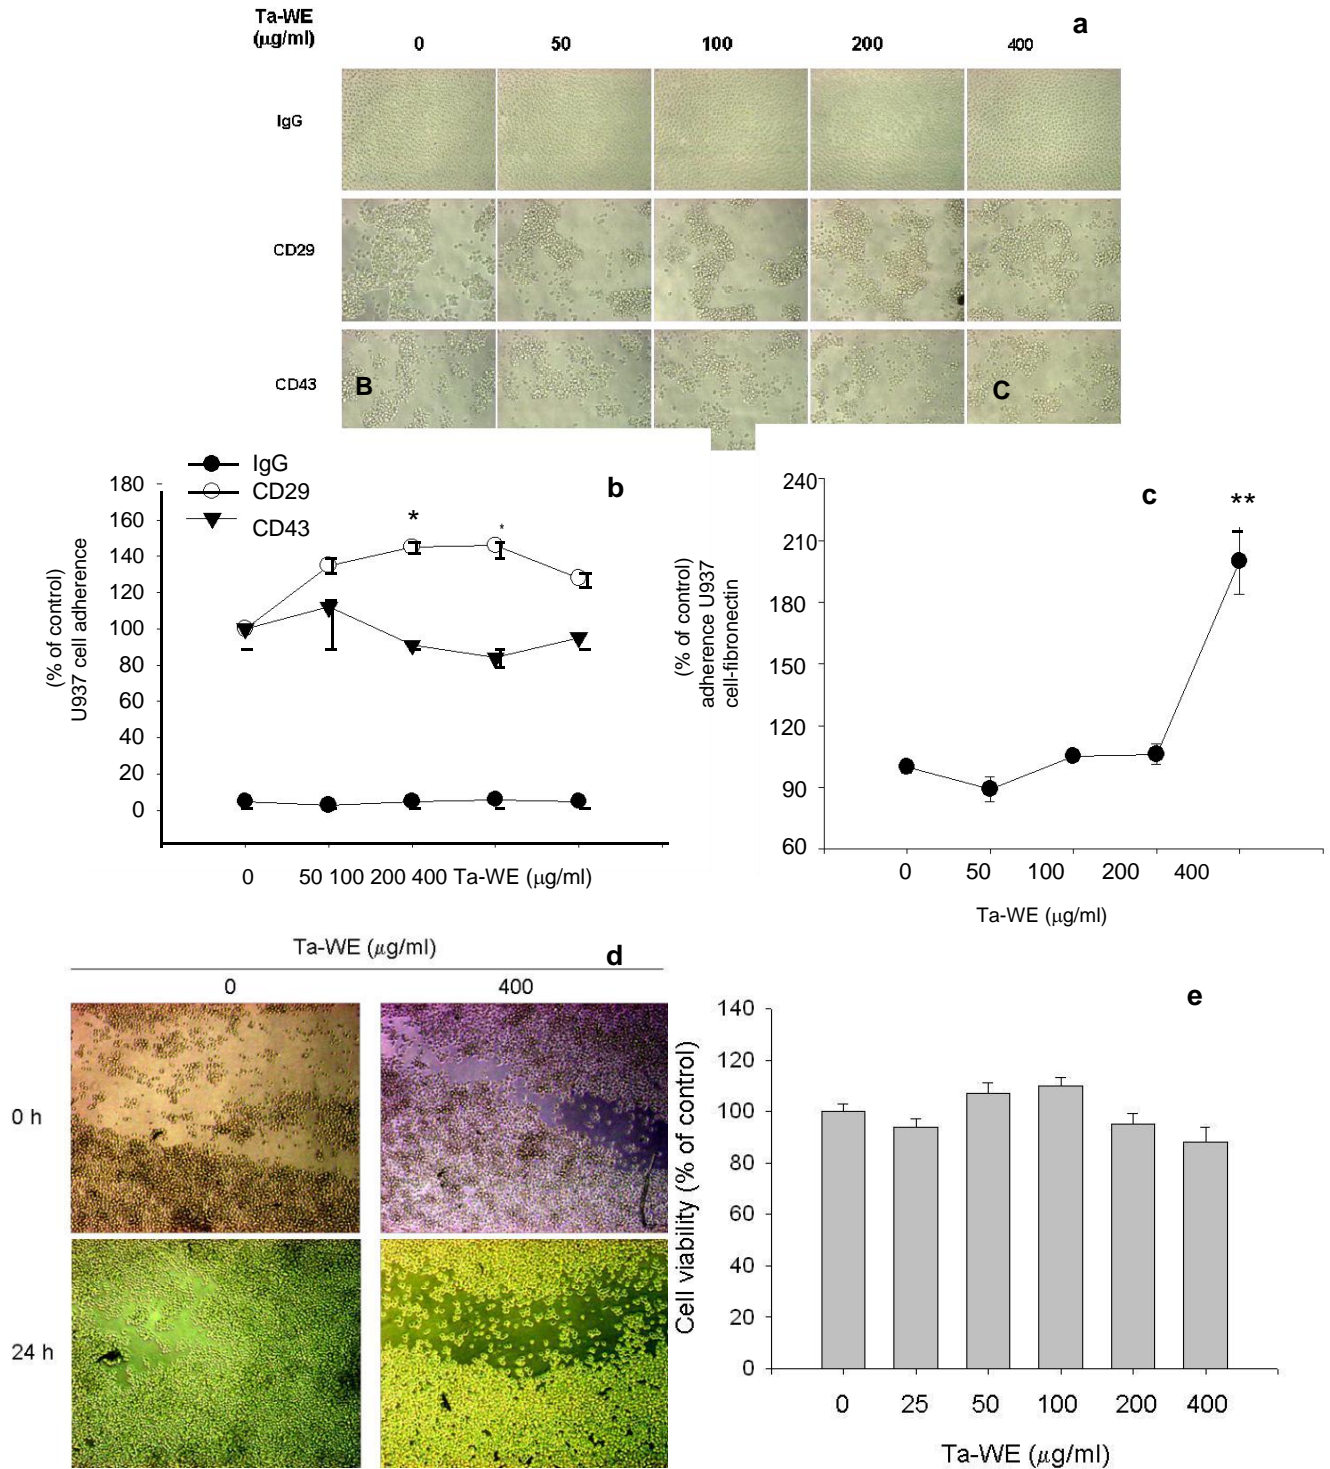 Ta-WE
(μg/ml)
0 50 100 200 400
a
IgG
CD29
CD43
B
C
IgG
CD29
CD43
b
180
160
140
120
100
80
60
40
20
0
(% of control)
U937 cell adherence
*
*
0 50 100 200 400 Ta-WE (μg/ml)
c
240
210
180
150
120
90
60
(% of control)
adherence U937
cell-fibronectin
**
0 50 100 200 400
Ta-WE (μg/ml)
Ta-WE (μg/ml)
d
0 400
0 h
24 h
e
140
120
100
80
60
40
20
0
Cell viability (% of control)
0 25 50 100 200 400
Ta-WE (μg/ml)